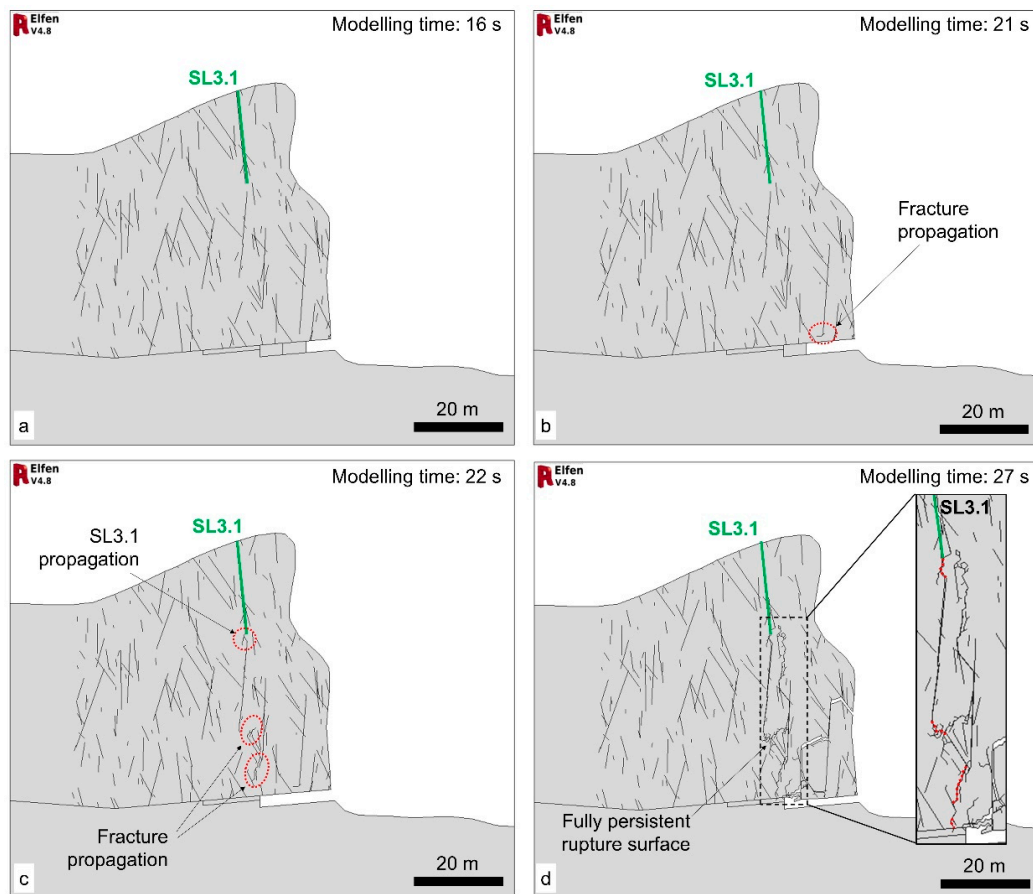 Elfen
V4.8
Modelling time: 16 s
SL3.1
20 m
a
Elfen
V4.8
Modelling time: 21 s
SL3.1
Fracture
propagation
20 m
b
Elfen
V4.8
Modelling time: 22 s
SL3.1
SL3.1
propagation
Fracture
propagation
20 m
c
Elfen
V4.8
Modelling time: 27 s
SL3.1
SL3.1
Fully persistent
rupture surface
20 m
d